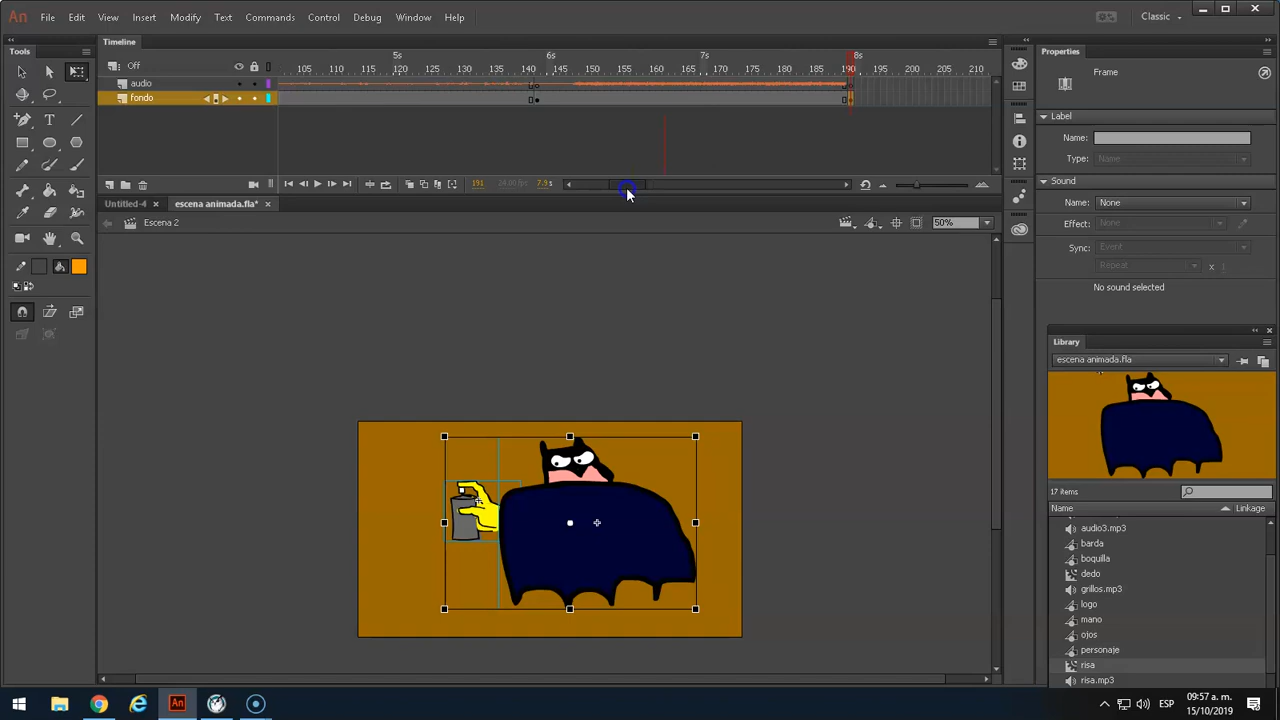 An File Edit View Insert Modify Text Commands Control Debug Window Help Classic
Tools Timeline Properties
Off 5s 6s 7s 8s Frame
105 110 115 120 125 130 135 140 145 150 155 160 165 170 175 180 185 190 195 200 205 210
audio
fondo
Label
Name:
Type: Name
Sound
191 24.00 fps 7.9 s
Name: None
Effect: None
Sync: Event
Repeat x 1
No sound selected
Untitled-4 × escena animada.fla* ×
Escena 2 50%
Library
escena animada.fla
17 items
Name Linkage
audio3.mp3
barda
boquilla
dedo
grillos.mp3
logo
mano
ojos
personaje
risa
risa.mp3
An ESP 09:57 a. m.
15/10/2019